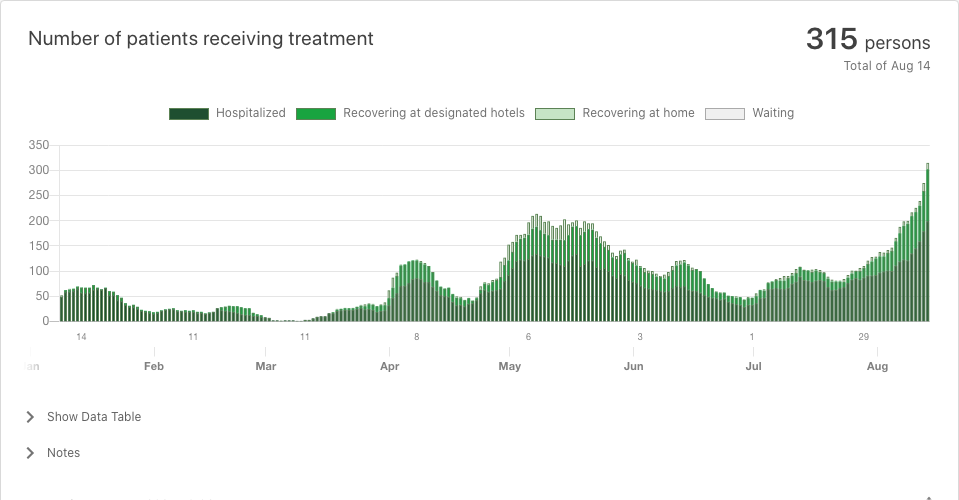 Number of patients receiving treatment
315 persons
Total of Aug 14
Hospitalized Recovering at designated hotels Recovering at home Waiting
350
300
250
200
150
100
50
0
14 11 11 8 6 3 1 29
an Feb Mar Apr May Jun Jul Aug
Show Data Table
Notes